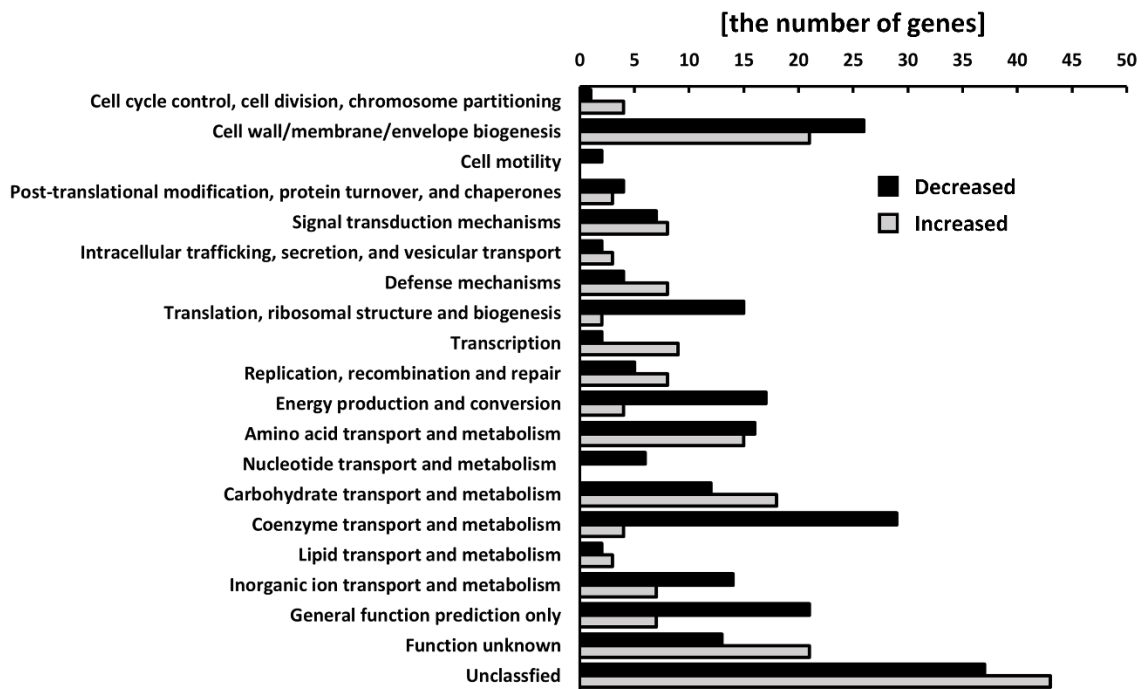 [the number of genes]
0 5 10 15 20 25 30 35 40 45 50
Cell cycle control, cell division, chromosome partitioning
Cell wall/membrane/envelope biogenesis
Cell motility
Post-translational modification, protein turnover, and chaperones
Signal transduction mechanisms
Intracellular trafficking, secretion, and vesicular transport
Defense mechanisms
Translation, ribosomal structure and biogenesis
Transcription
Replication, recombination and repair
Energy production and conversion
Amino acid transport and metabolism
Nucleotide transport and metabolism
Carbohydrate transport and metabolism
Coenzyme transport and metabolism
Lipid transport and metabolism
Inorganic ion transport and metabolism
General function prediction only
Function unknown
Unclassfied
Decreased
Increased